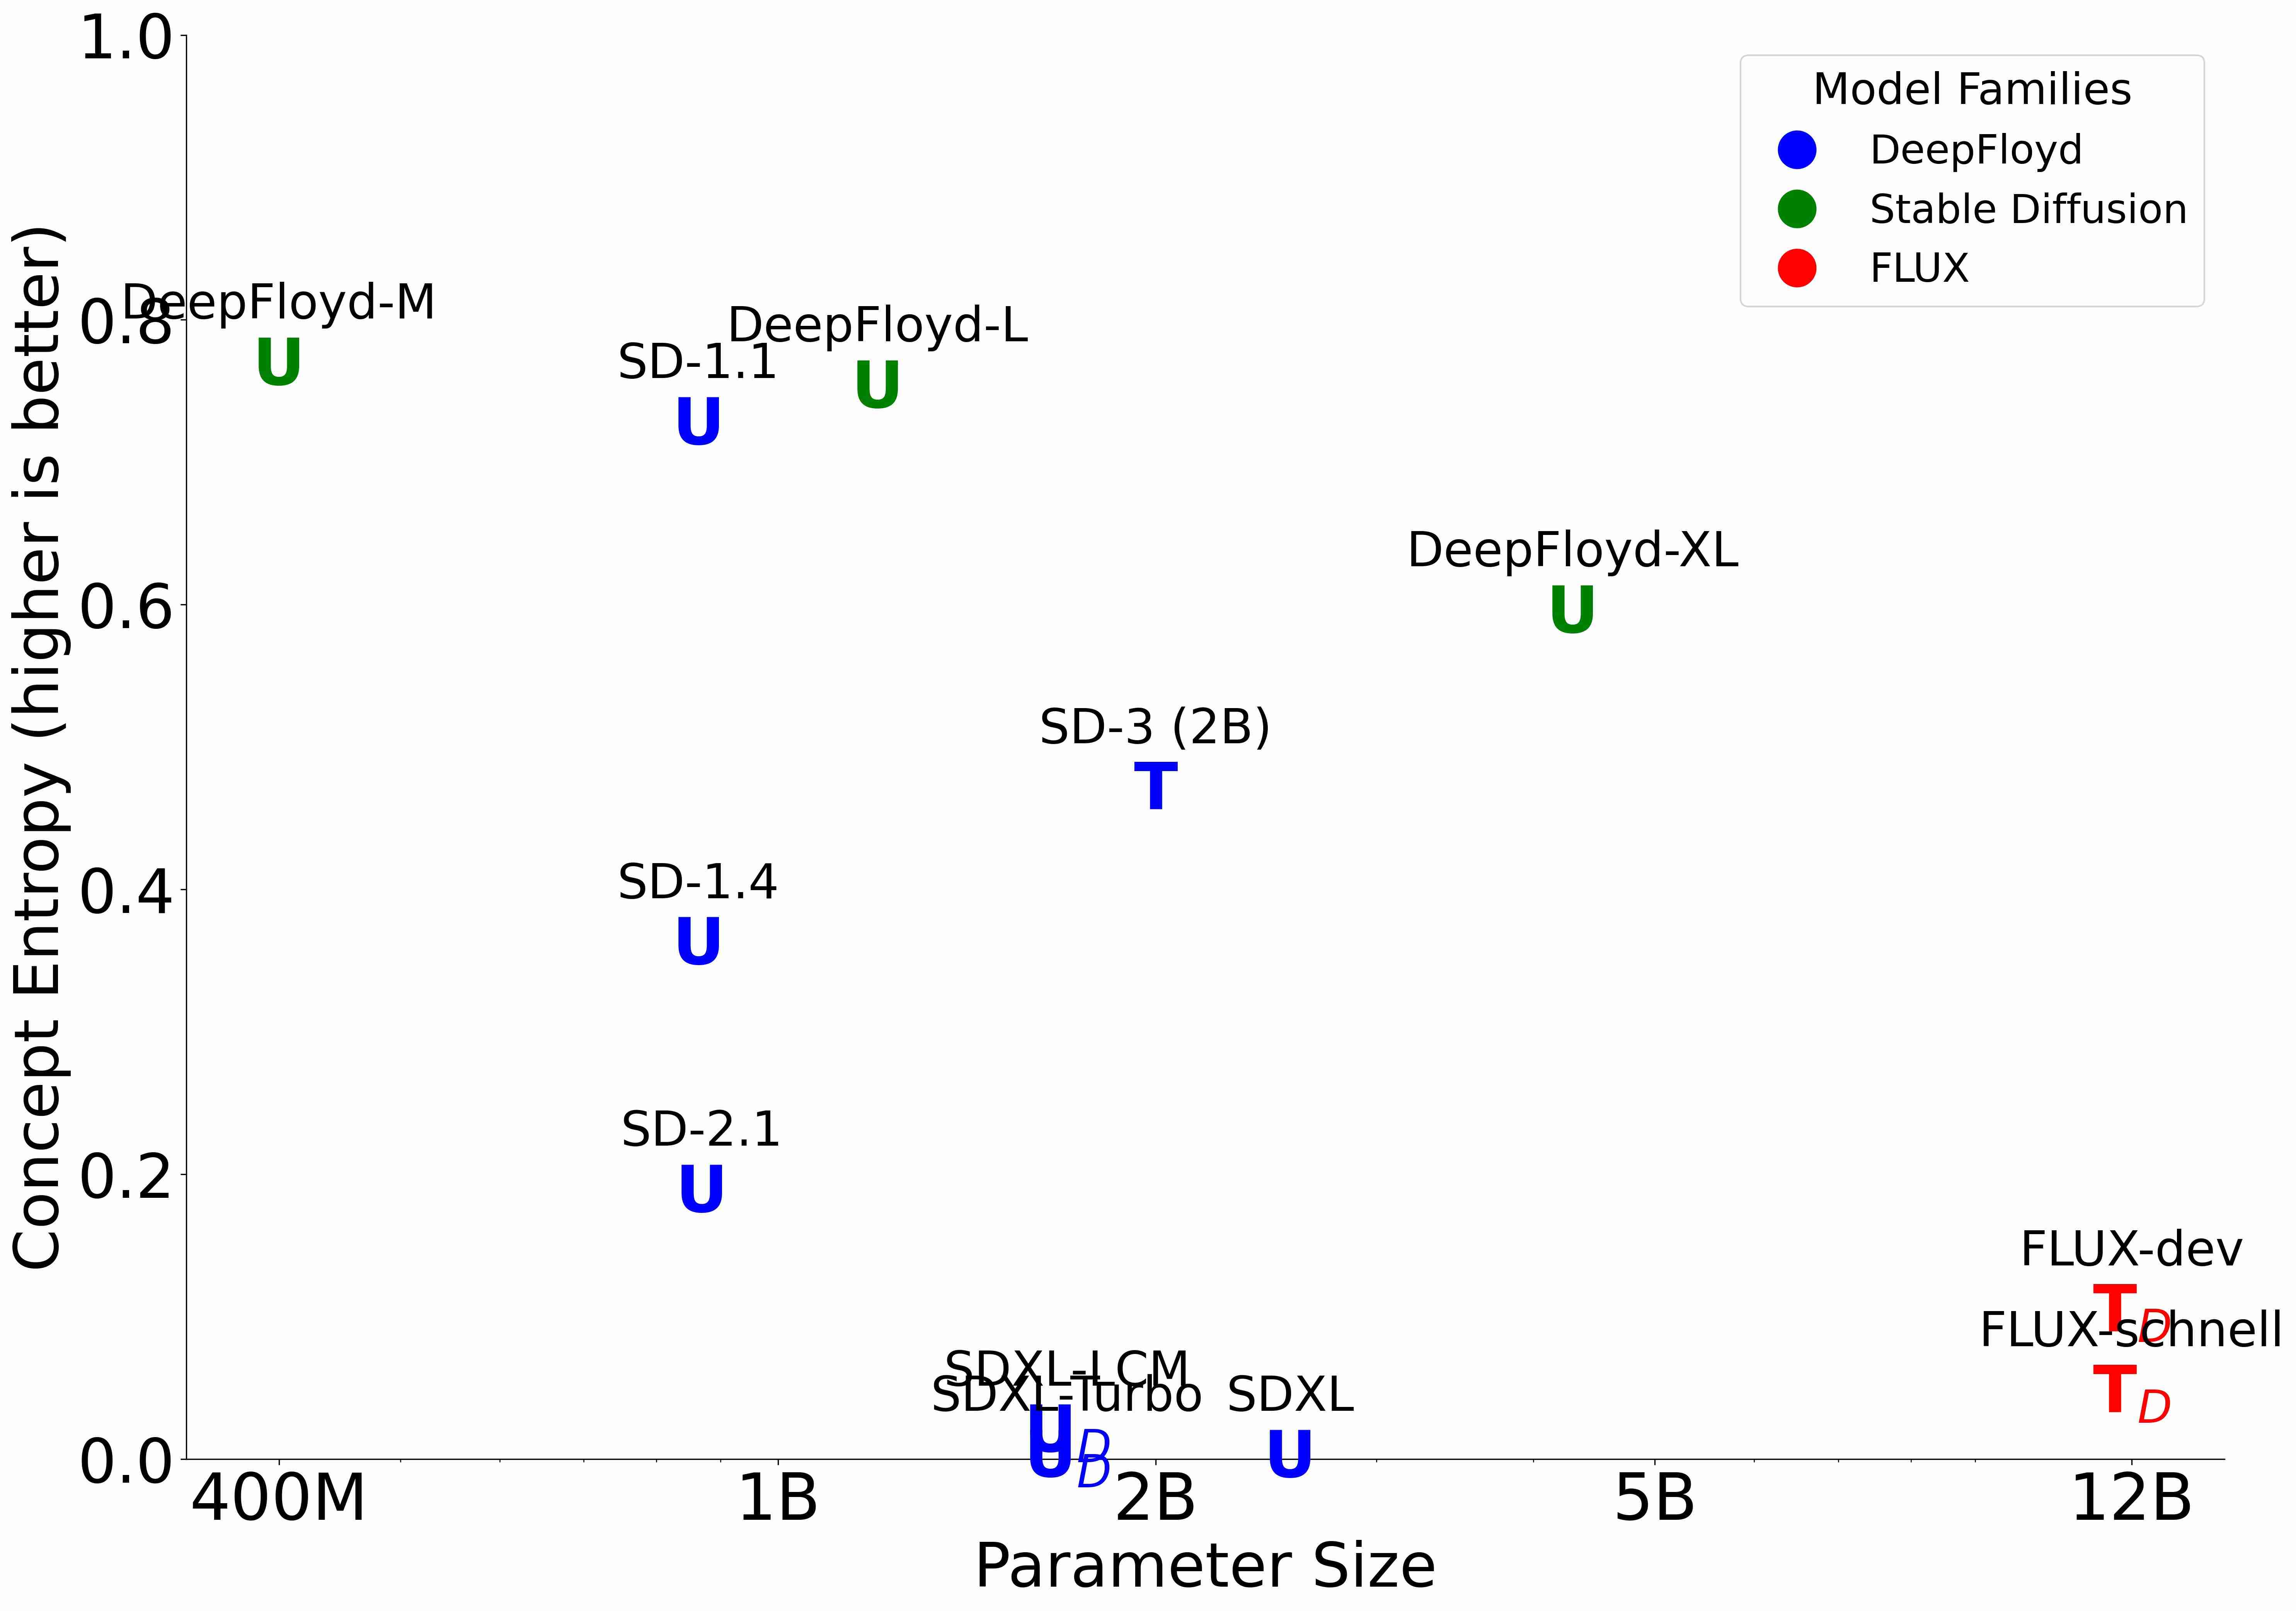 Concept Entropy (higher is better)
1.0
0.8
0.6
0.4
0.2
0.0
Model Families
DeepFloyd
Stable Diffusion
FLUX
DeepFloyd-M
U
DeepFloyd-L
U
SD-1.1
U
DeepFloyd-XL
U
SD-3 (2B)
T
SD-1.4
U
SD-2.1
U
FLUX-dev
T D
FLUX-schnell
T D
SDXL-LCM
U D
SDXL-Turbo
U D
SDXL
U
400M
1B
2B
5B
12B
Parameter Size